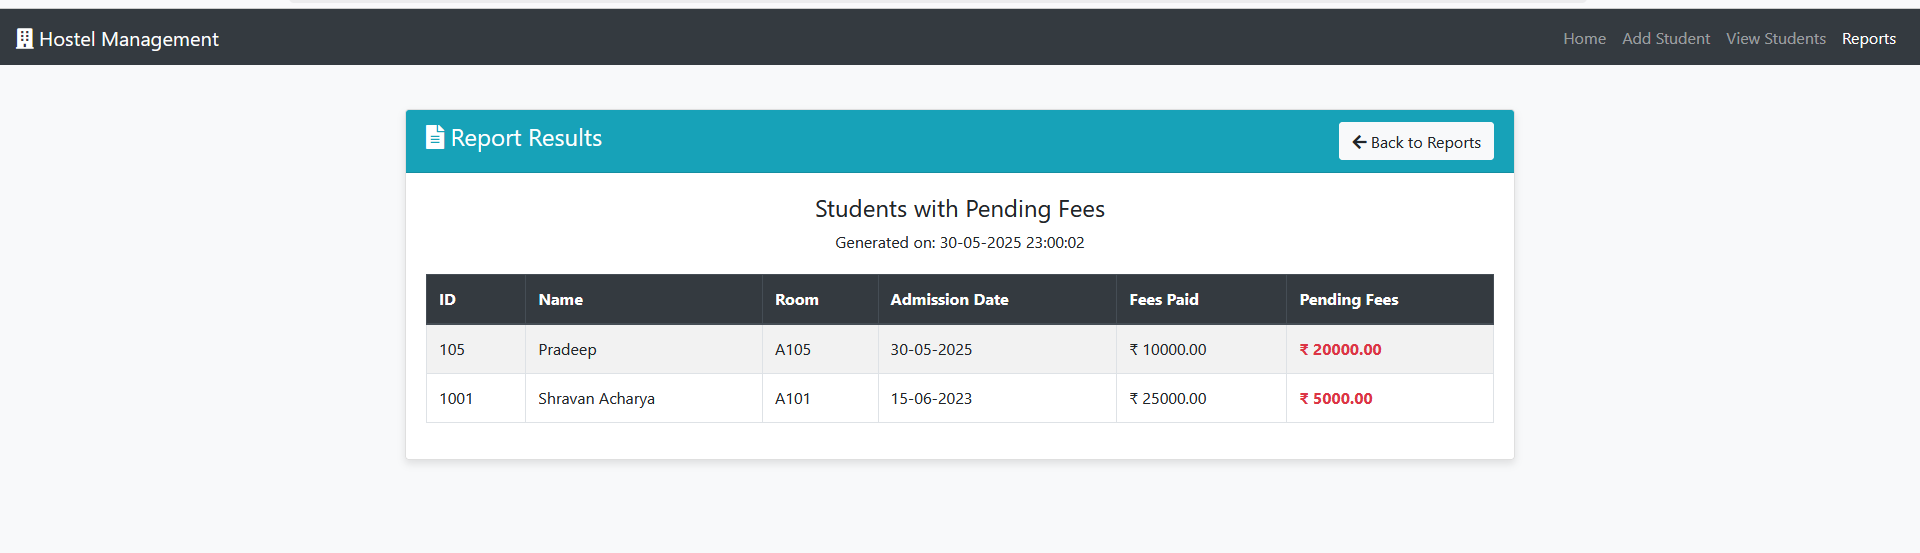 Hostel Management Home Add Student View Students Reports
Report Results Back to Reports
Students with Pending Fees
Generated on: 30-05-2025 23:00:02
ID Name Room Admission Date Fees Paid Pending Fees
105 Pradeep A105 30-05-2025 ₹ 10000.00 ₹ 20000.00
1001 Shravan Acharya A101 15-06-2023 ₹ 25000.00 ₹ 5000.00